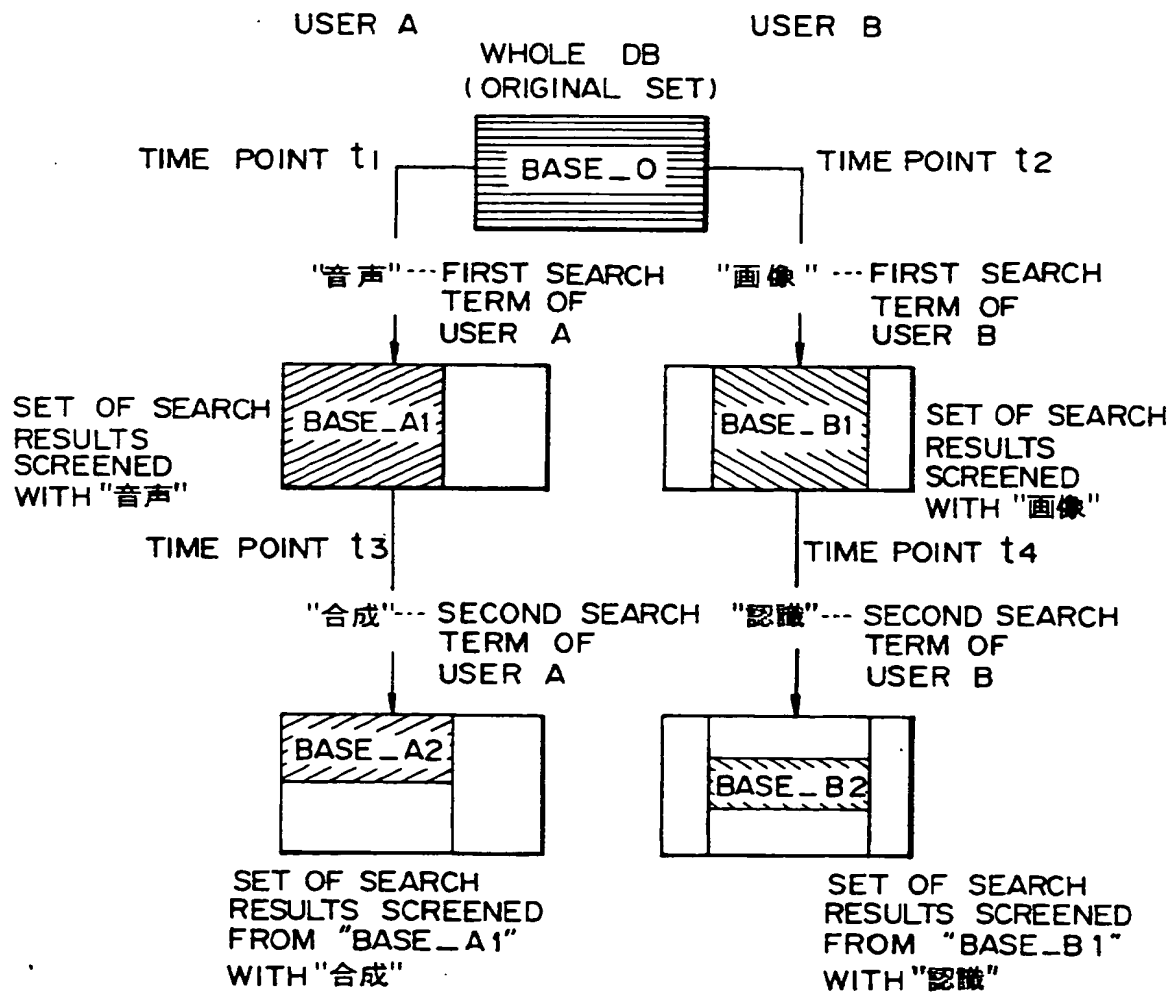 USER A
USER B
WHOLE DB
(ORIGINAL SET)
BASE_0
TIME POINT t1
TIME POINT t2
"音声"---FIRST SEARCH
TERM OF
USER A
"画像"---FIRST SEARCH
TERM OF
USER B
SET OF SEARCH
RESULTS
SCREENED
WITH "音声"
BASE_A1
BASE_B1
SET OF SEARCH
RESULTS
SCREENED
WITH "画像"
TIME POINT t3
TIME POINT t4
"合成"---SECOND SEARCH
TERM OF
USER A
"認識"---SECOND SEARCH
TERM OF
USER B
BASE_A2
BASE_B2
SET OF SEARCH
RESULTS SCREENED
FROM "BASE_A1"
WITH "合成"
SET OF SEARCH
RESULTS SCREENED
FROM "BASE_B1"
WITH "認識"